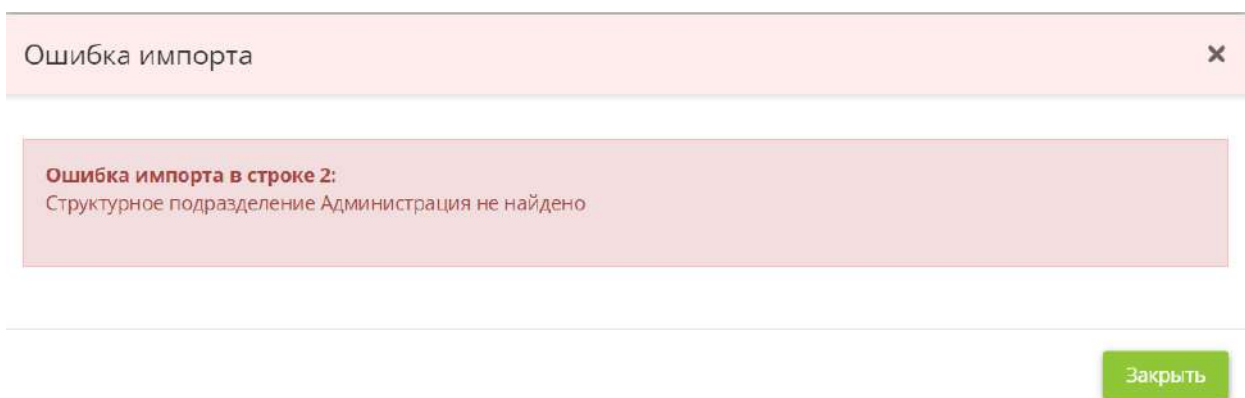 Ошибка импорта
Ошибка импорта в строке 2:
Структурное подразделение Администрация не найдено
Закрыть